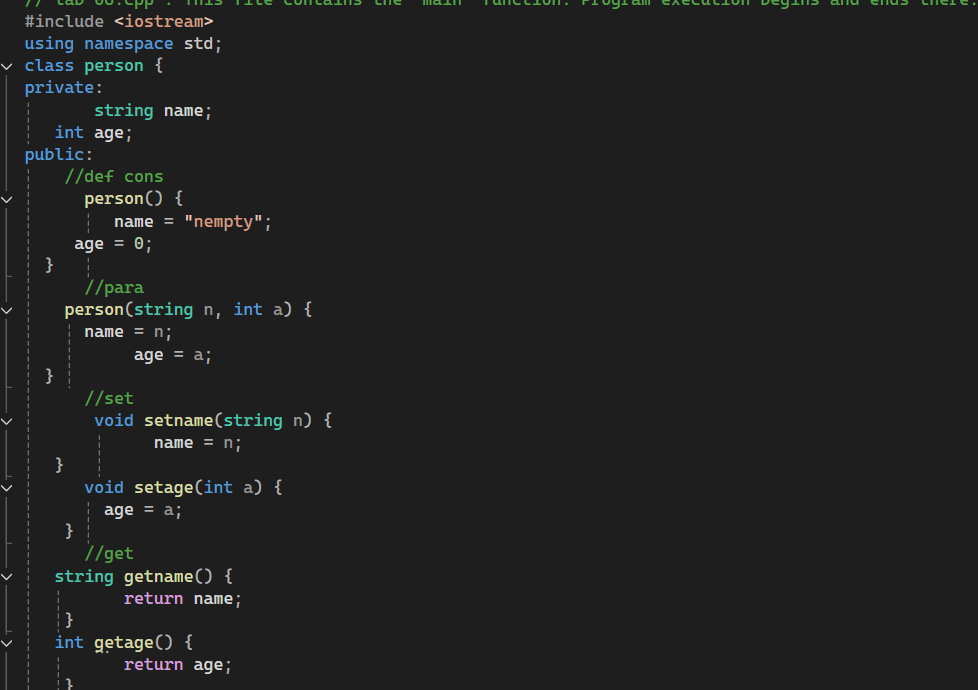 // lab 06.cpp : This file contains the 'main' function. Program execution begins and ends there.
#include <iostream>
using namespace std;
class person {
private:
string name;
int age;
public:
//def cons
person() {
name = "nempty";
age = 0;
}
//para
person(string n, int a) {
name = n;
age = a;
}
//set
void setname(string n) {
name = n;
}
void setage(int a) {
age = a;
}
//get
string getname() {
return name;
}
int getage() {
return age;
}